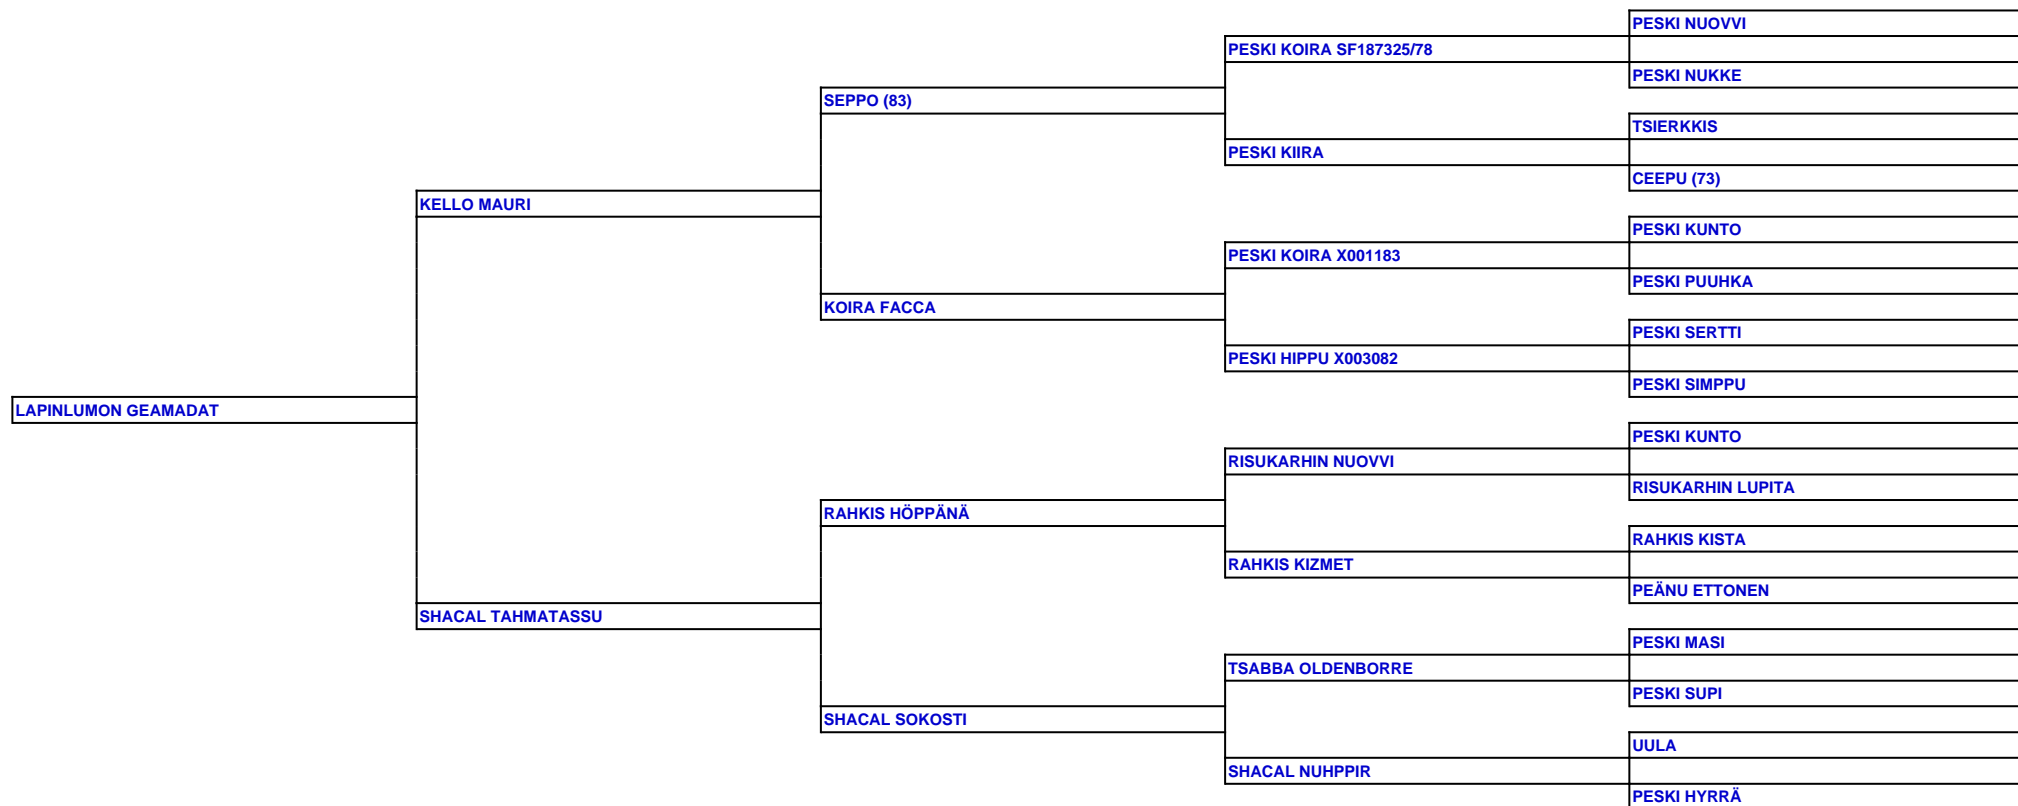 PESKI NUOVVI
PESKI KOIRA SF187325/78
PESKI NUKKE
SEPPO (83)
TSIERKKIS
PESKI KIIRA
CEEPU (73)
KELLO MAURI
PESKI KUNTO
PESKI KOIRA X001183
PESKI PUUHKA
KOIRA FACCA
PESKI SERTTI
PESKI HIPPU X003082
PESKI SIMPPU
LAPINLUMON GEAMADAT
PESKI KUNTO
RISUKARHIN NUOVVI
RISUKARHIN LUPITA
RAHKIS HÖPPÄNÄ
RAHKIS KISTA
RAHKIS KIZMET
PEÄNU ETTONEN
SHACAL TAHMATASSU
PESKI MASI
TSABBA OLDENBORRE
PESKI SUPI
SHACAL SOKOSTI
UULA
SHACAL NUHPPIR
PESKI HYRRÄ